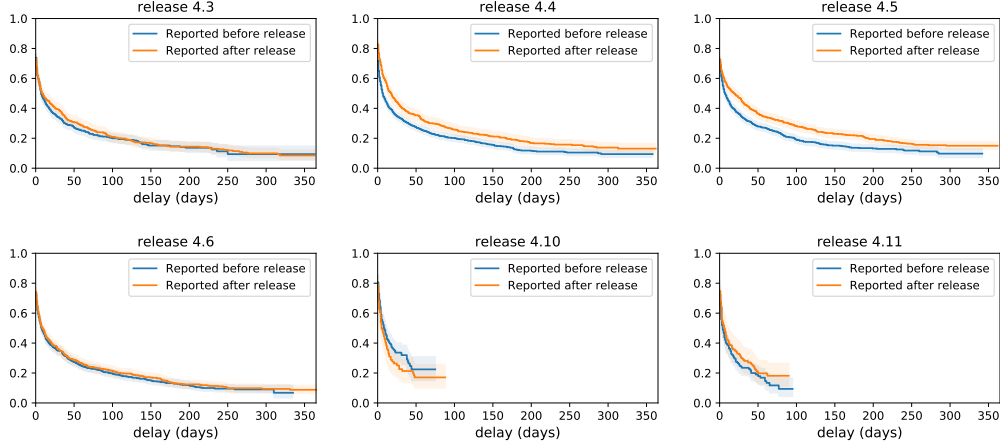 release 4.3
release 4.4
release 4.5
1.0
0.8
0.6
0.4
0.2
0.0
Reported before release
Reported after release
0 50 100 150 200 250 300 350
delay (days)
1.0
0.8
0.6
0.4
0.2
0.0
Reported before release
Reported after release
0 50 100 150 200 250 300 350
delay (days)
1.0
0.8
0.6
0.4
0.2
0.0
Reported before release
Reported after release
0 50 100 150 200 250 300 350
delay (days)
release 4.6
release 4.10
release 4.11
1.0
0.8
0.6
0.4
0.2
0.0
Reported before release
Reported after release
0 50 100 150 200 250 300 350
delay (days)
1.0
0.8
0.6
0.4
0.2
0.0
Reported before release
Reported after release
0 50 100 150 200 250 300 350
delay (days)
1.0
0.8
0.6
0.4
0.2
0.0
Reported before release
Reported after release
0 50 100 150 200 250 300 350
delay (days)